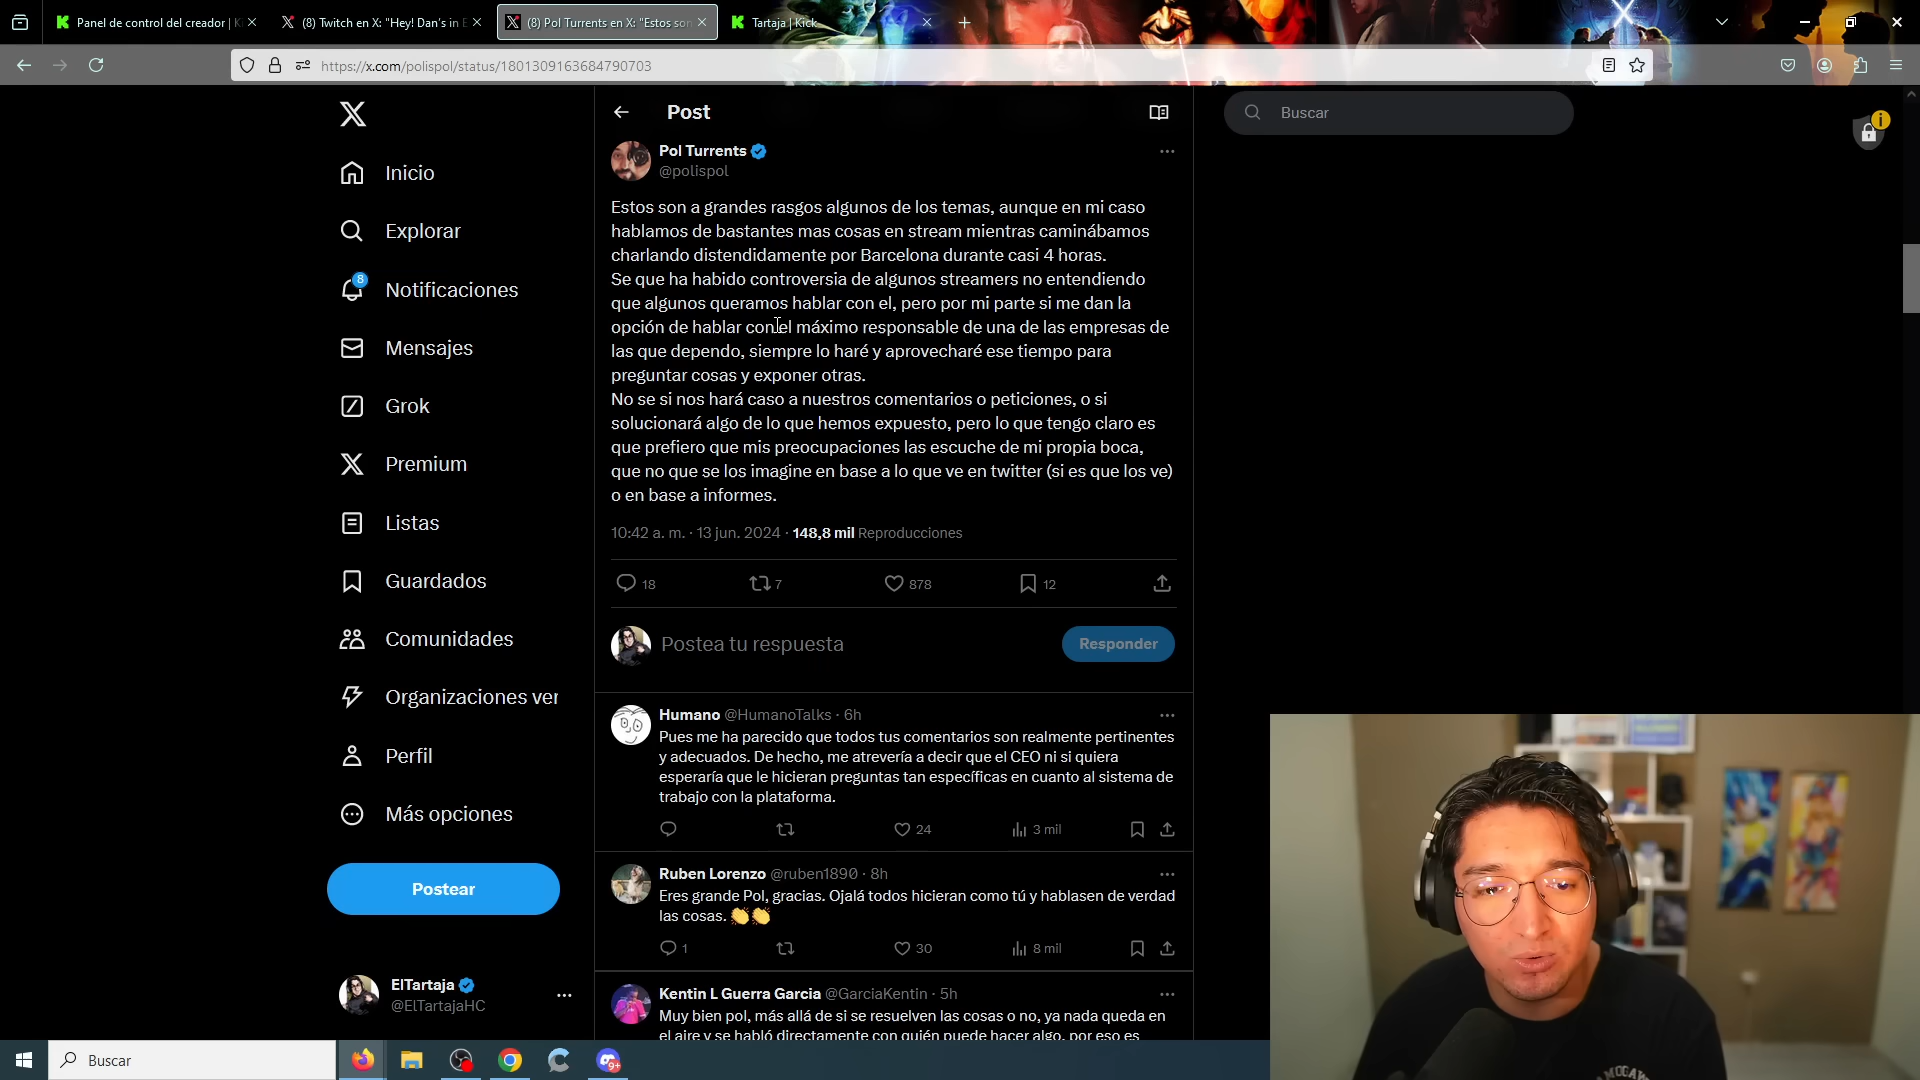 Panel de control del creador | K
(8) Twitch en X: "Hey! Dan's in
(8) Pol Turrents en X: "Estos son
Tartaja | Kick
https://x.com/polispol/status/1801309163684790703
Post
Buscar
Inicio
Explorar
8
Notificaciones
Mensajes
Grok
Premium
Listas
Guardados
Comunidades
Organizaciones ver
Perfil
Más opciones
Postear
ElTartaja
@ElTartajaHC
Pol Turrents
@polispol
Estos son a grandes rasgos algunos de los temas, aunque en mi caso
hablamos de bastantes mas cosas en stream mientras caminábamos
charlando distendidamente por Barcelona durante casi 4 horas.
Se que ha habido controversia de algunos streamers no entendiendo
que algunos queramos hablar con el, pero por mi parte si me dan la
opción de hablar con el máximo responsable de una de las empresas de
las que dependo, siempre lo haré y aprovecharé ese tiempo para
preguntar cosas y exponer otras.
No se si nos hará caso a nuestros comentarios o peticiones, o si
solucionará algo de lo que hemos expuesto, pero lo que tengo claro es
que prefiero que mis preocupaciones las escuche de mi propia boca,
que no que se los imagine en base a lo que ve en twitter (si es que los ve)
o en base a informes.
10:42 a. m. · 13 jun. 2024 · 148,8 mil Reproducciones
18 7 878 12
Postea tu respuesta
Responder
Humano @HumanoTalks · 6h
Pues me ha parecido que todos tus comentarios son realmente pertinentes
y adecuados. De hecho, me atrevería a decir que el CEO ni si quiera
esperaría que le hicieran preguntas tan específicas en cuanto al sistema de
trabajo con la plataforma.
24 3 mil
Ruben Lorenzo @ruben1890 · 8h
Eres grande Pol, gracias. Ojalá todos hicieran como tú y hablasen de verdad
las cosas. 👏👏
1 30 8 mil
Kentin L Guerra Garcia @GarciaKentin · 5h
Muy bien pol, más allá de si se resuelven las cosas o no, ya nada queda en
el aire y se habló directamente con quién puede hacer algo, por eso es
Buscar
9+